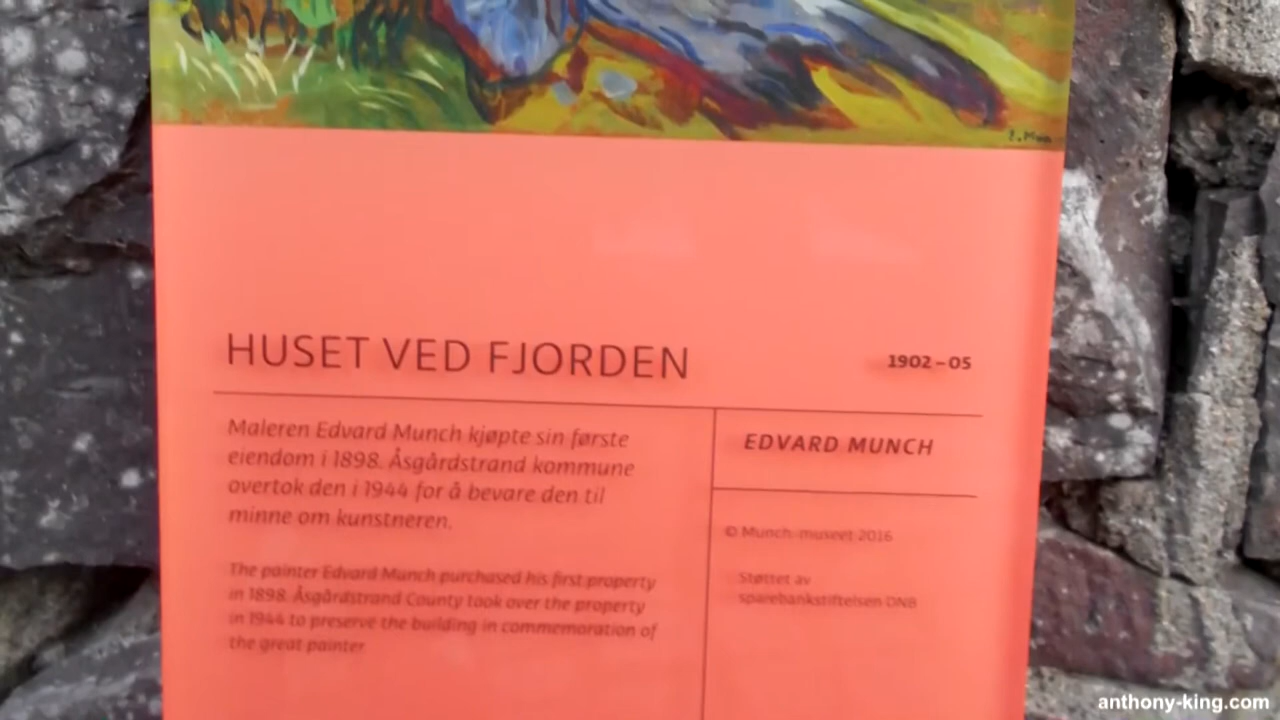 E. Mun
HUSET VED FJORDEN
1902–05
Maleren Edvard Munch kjøpte sin første
eiendom i 1898. Åsgårdstrand kommune
overtok den i 1944 for å bevare den til
minne om kunstneren.
The painter Edvard Munch purchased his first property
in 1898. Åsgårdstrand County took over the property
in 1944 to preserve the building in commemoration of
the great painter.
EDVARD MUNCH
© Munch-museet 2016
Støttet av
sparebankstiftelsen DNB
anthony-king.com